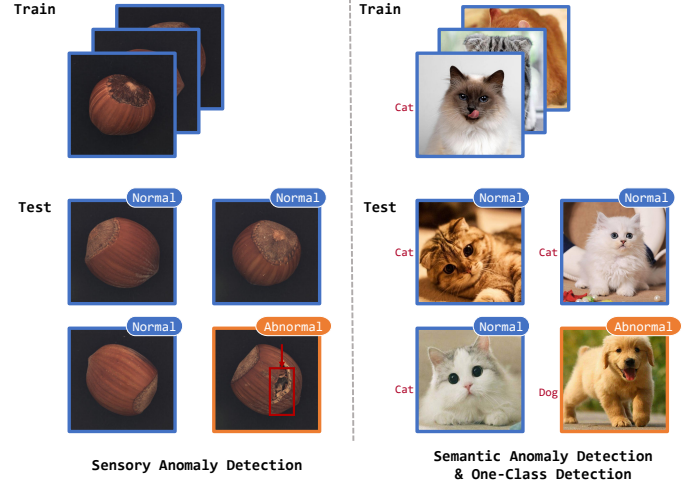 Train
Train
Cat
Test
Normal
Normal
Test
Normal
Normal
Cat
Cat
Normal
Abnormal
Normal
Abnormal
Cat
Dog
Sensory Anomaly Detection
Semantic Anomaly Detection
& One-Class Detection